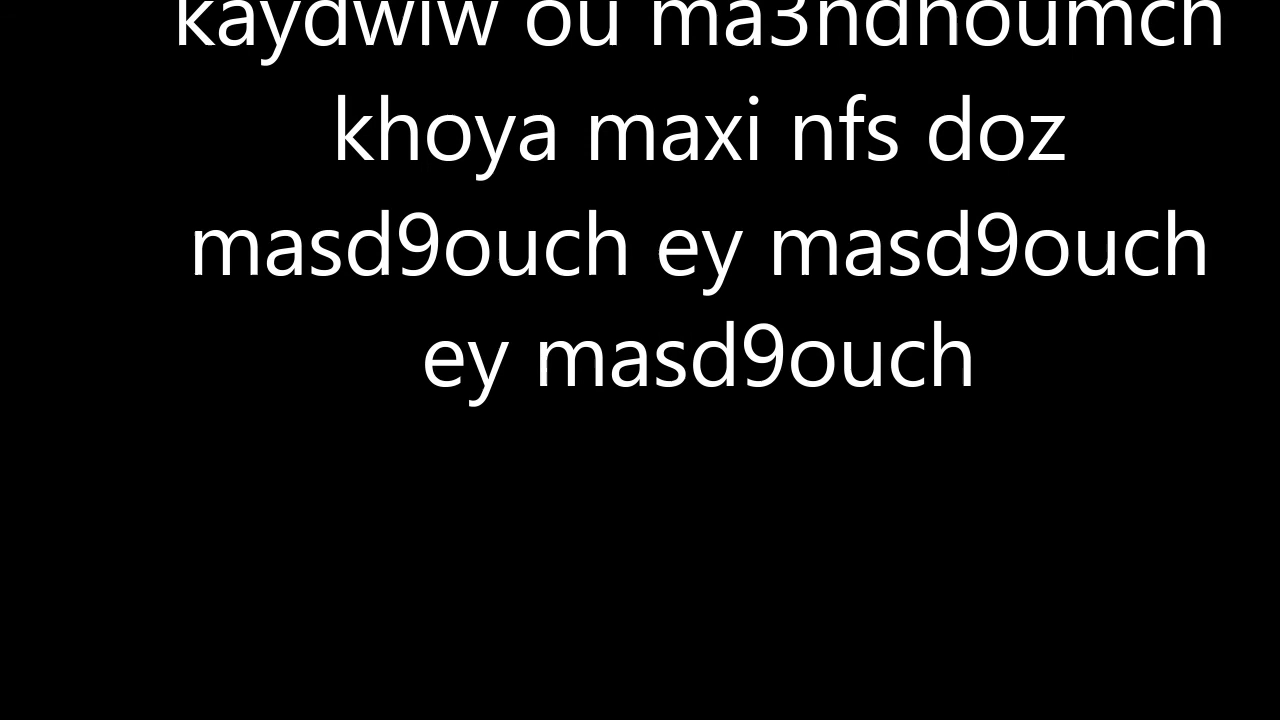 kaydwiw ou ma3ndhoumch
khoya maxi nfs doz
masd9ouch ey masd9ouch
ey masd9ouch